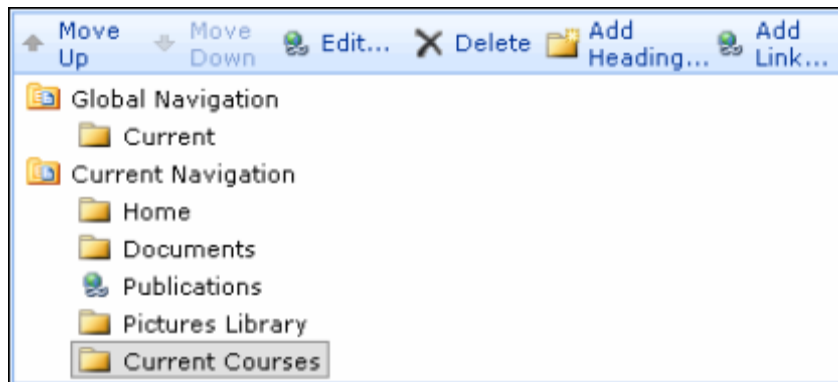 Move Up
Move Down
Edit...
Delete
Add Heading...
Add Link...
Global Navigation
Current
Current Navigation
Home
Documents
Publications
Pictures Library
Current Courses